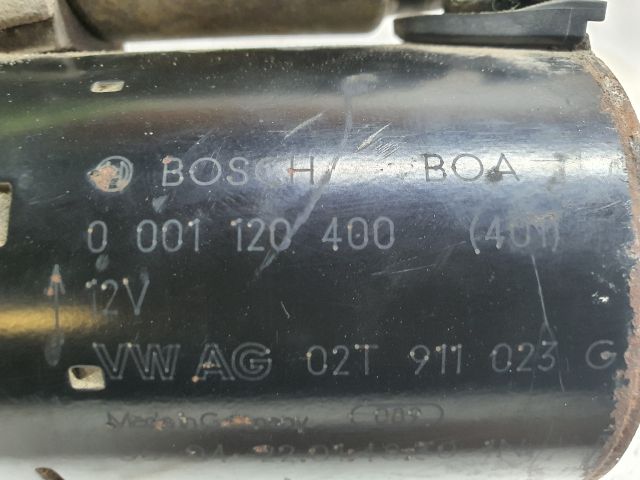 BOSCH BOA
0 001 120 400 (401)
12V
VW AG 02T 911 023 G
Made in Germany